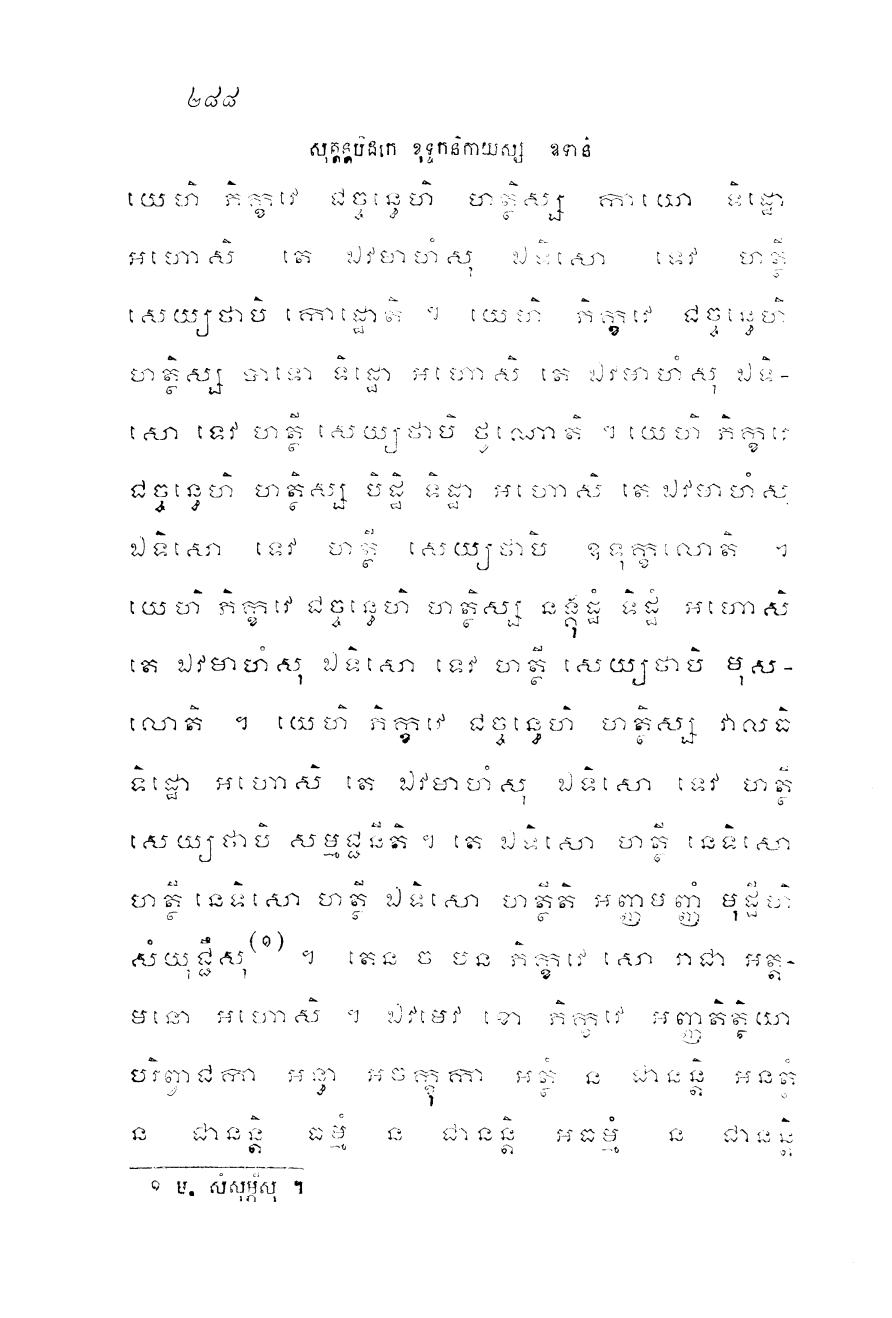 ២៨៨
សុត្តន្តបិដកេ ខុទ្ទកនិកាយស្ស ឧទានំ
យេហិ ភិក្ខវេ ជច្ចន្ធេហិ ហត្ថិស្ស កាយោ ទិដ្ឋោ
អហោសិ តេ ឯវមាហំសុ ឯទិសោ ទេវ ហត្ថី
សេយ្យថាបិ កោដ្ឋោតិ ។ យេហិ ភិក្ខវេ ជច្ចន្ធេហិ
ហត្ថិស្ស បាទោ ទិដ្ឋោ អហោសិ តេ ឯវមាហំសុ ឯទិ-
សោ ទេវ ហត្ថី សេយ្យថាបិ ថូណោតិ ។ យេហិ ភិក្ខវេ
ជច្ចន្ធេហិ ហត្ថិស្ស បិដ្ឋិ ទិដ្ឋា អហោសិ តេ ឯវមាហំសុ
ឯទិសោ ទេវ ហត្ថី សេយ្យថាបិ ឧទុក្ខលោតិ ។
យេហិ ភិក្ខវេ ជច្ចន្ធេហិ ហត្ថិស្ស នង្គុដ្ឋំ ទិដ្ឋំ អហោសិ
តេ ឯវមាហំសុ ឯទិសោ ទេវ ហត្ថី សេយ្យថាបិ មុស-
លោតិ ។ យេហិ ភិក្ខវេ ជច្ចន្ធេហិ ហត្ថិស្ស វាលធិ
ទិដ្ឋោ អហោសិ តេ ឯវមាហំសុ ឯទិសោ ទេវ ហត្ថី
សេយ្យថាបិ សម្មជ្ជនីតិ ។ តេ ឯទិសោ ហត្ថី នេទិសោ
ហត្ថី នេទិសោ ហត្ថី ឯទិសោ ហត្ថីតិ អញ្ញមញ្ញំ មុដ្ឋីហិ
សំយុជ្ឈឹសុ(១) ។ តេន ច បន ភិក្ខវេ សោ រាជា អត្ត-
មនោ អហោសិ ។ ឯវមេវ ខោ ភិក្ខវេ អញ្ញតិត្ថិយា
បរិព្វាជកា អន្ធា អចក្ខុកា អត្ថំ ន ជានន្តិ អនត្ថំ
ន ជានន្តិ ធម្មំ ន ជានន្តិ អធម្មំ ន ជានន្តិ
១ ម. សំសុម្ភឹសុ ។